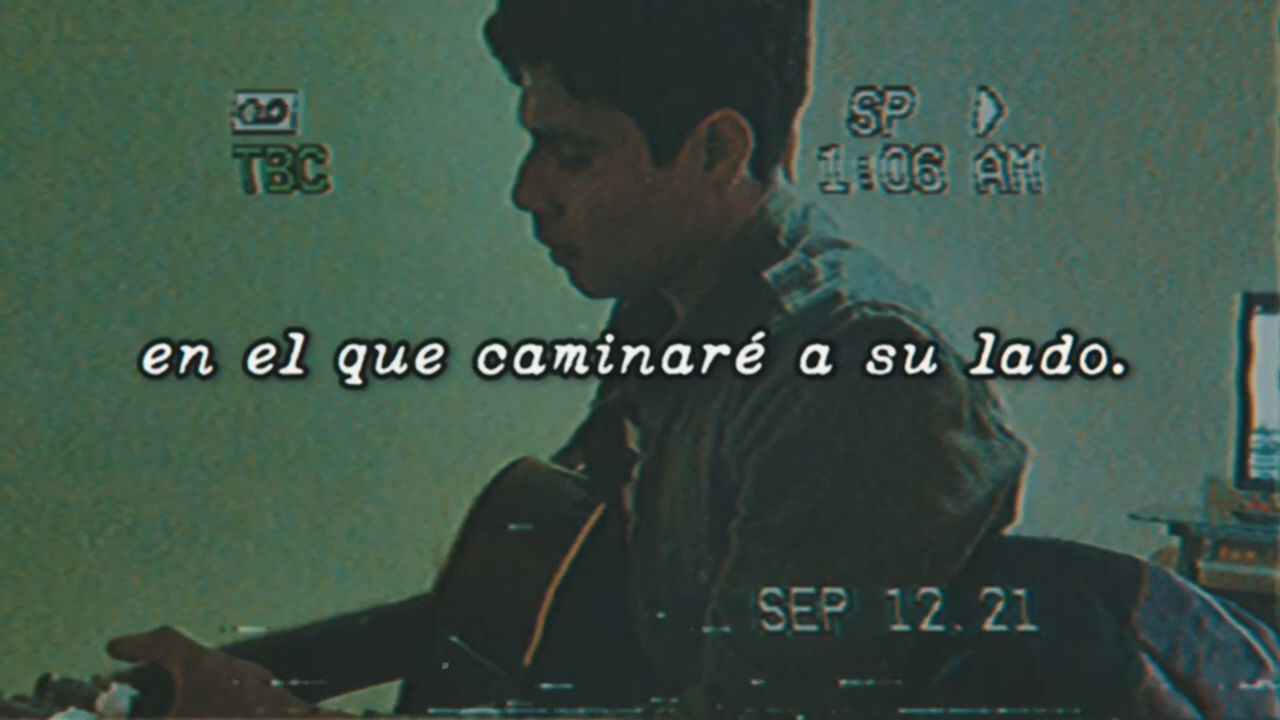 SP
TBC
1:06 AM
en el que caminaré a su lado.
SEP 12.21